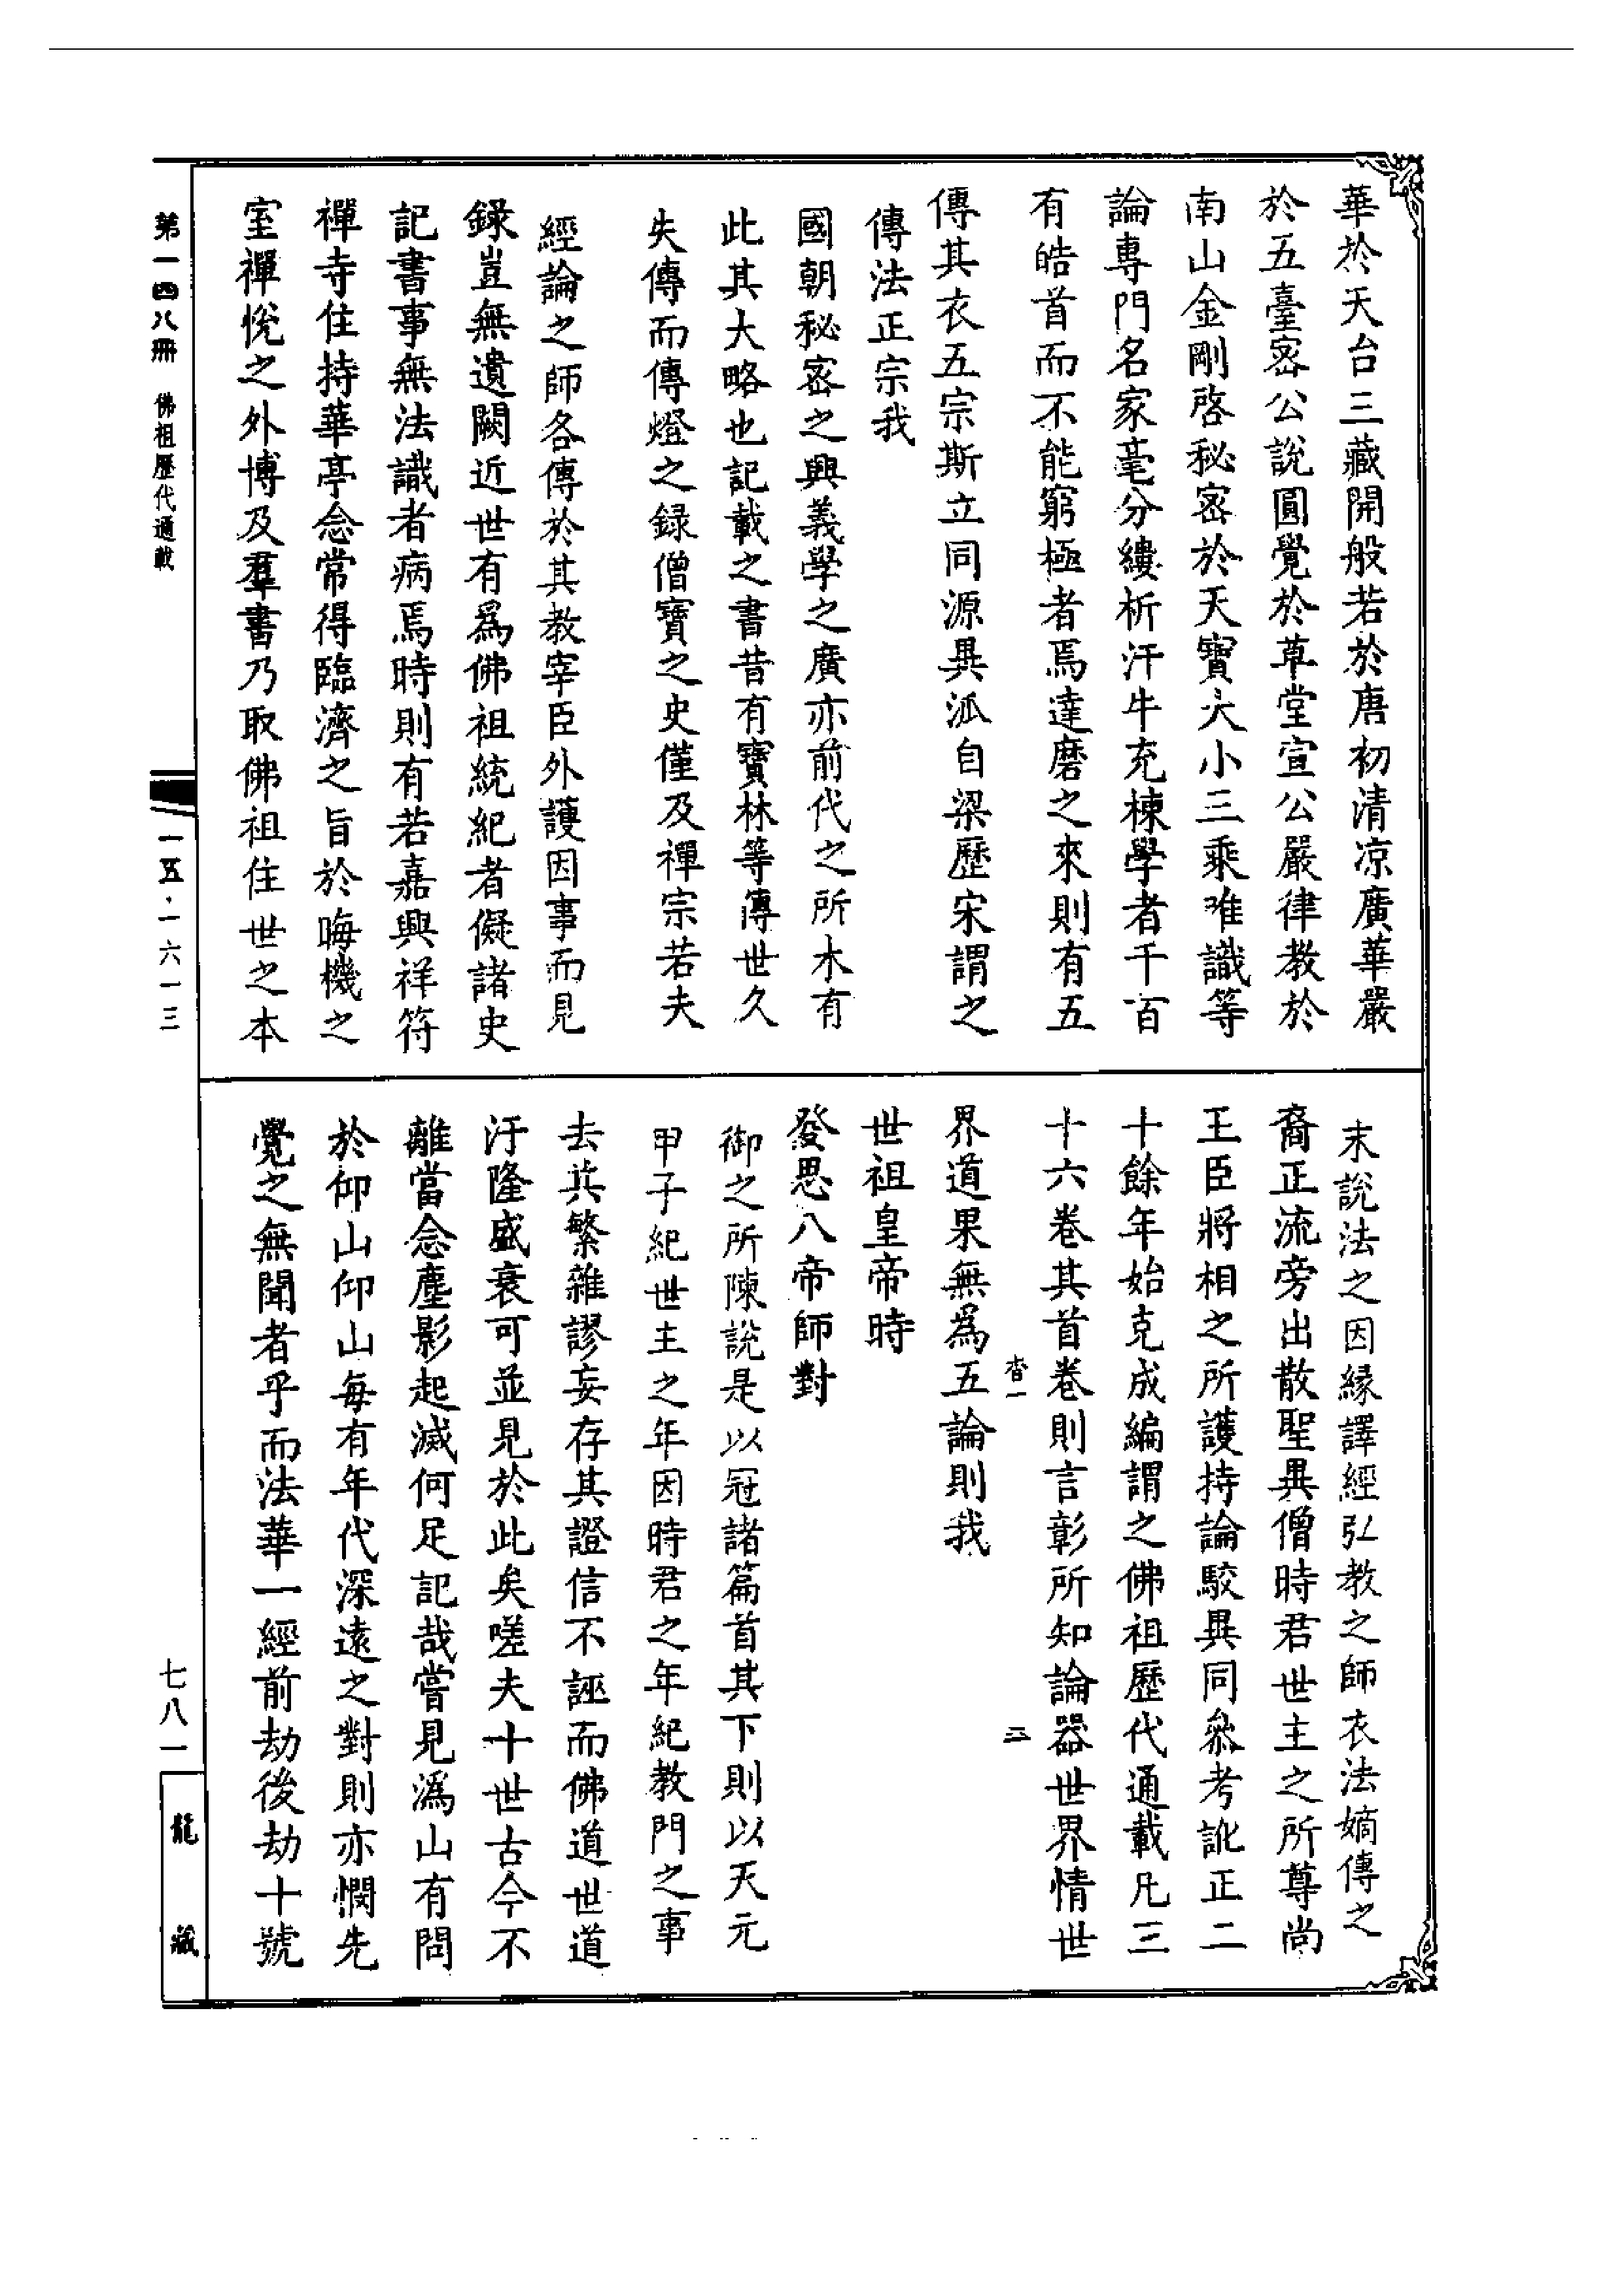 華於天台三藏開般若於唐初清凉廣華嚴
於五臺密公說圓覺於草堂宣公嚴律教於
南山金剛啓秘密於天寶大小三乘唯識等
論專門名家毫分縷析汗牛充棟學者千百
有皓首而不能窮極者焉達磨之來則有五
傳其衣五宗斯立同源異派自梁歷宋謂之
傳法正宗我
國朝秘密之興義學之廣亦前代之所未有
此其大略也記載之書昔有寶林等傳世久
失傳而傳燈之録僧寶之史僅及禪宗若夫
經論之師各傳於其教宰臣外護因事而見
録豈無遺闕近世有爲佛祖統紀者儗諸史
記書事無法識者病焉時則有若嘉興祥符
禪寺住持華亭念常得臨濟之旨於晦機之
室禪悅之外博及羣書乃取佛祖住世之本
末說法之因緣譯經弘教之師衣法嫡傳之
裔正流旁出散聖異僧時君世主之所尊尚
王臣將相之所護持論駁異同叅考訛正二
十餘年始克成編謂之佛祖歷代通載凡三
十六卷其首卷則言彰所知論器世界情世
界道果無爲五論則我
世祖皇帝時
發思八帝師對
御之所陳說是以冠諸篇首其下則以天元
甲子紀世主之年因時君之年紀教門之事
去其繁雜謬妄存其證信不誣而佛道世道
汙隆盛衰可並見於此矣嗟夫十世古今不
離當念塵影起滅何足記哉嘗見溈山有問
於仰山仰山每有年代深遠之對則亦憫先
覺之無聞者乎而法華一經前劫後劫十號
第一四八冊 佛祖歷代通載
一五·一六一三
七八一
龍藏
三